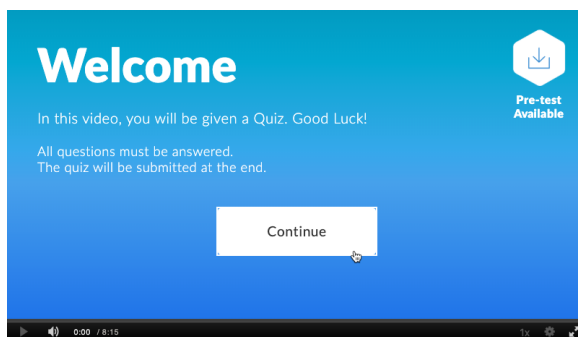 Welcome
In this video, you will be given a Quiz. Good Luck!
All questions must be answered.
The quiz will be submitted at the end.
Pre-test
Available
Continue
0:00 / 8:15
1x